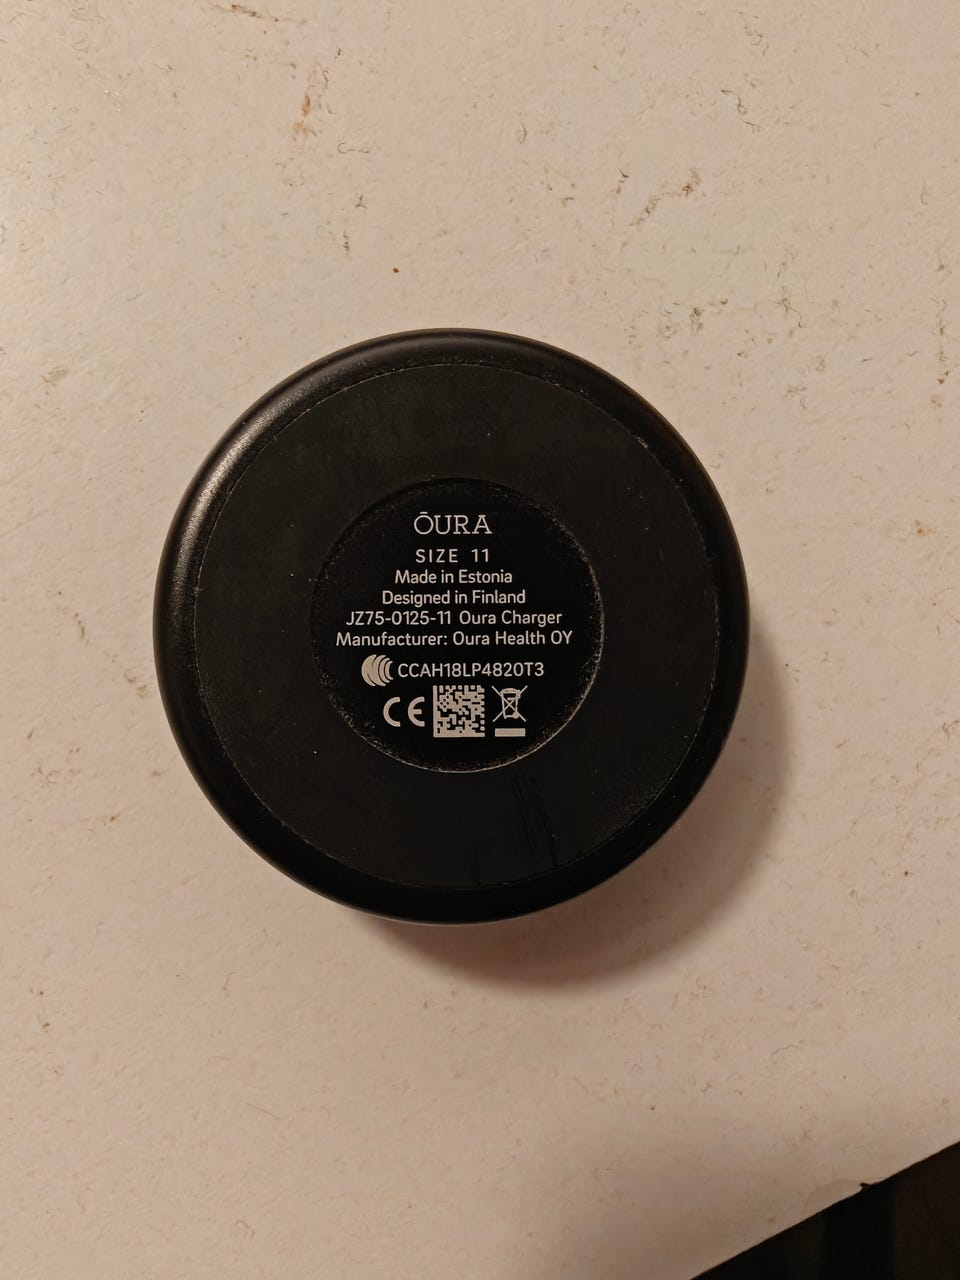 ŌURA
SIZE 11
Made in Estonia
Designed in Finland
JZ75-0125-11 Oura Charger
Manufacturer: Oura Health OY
CCAH18LP4820T3
CE